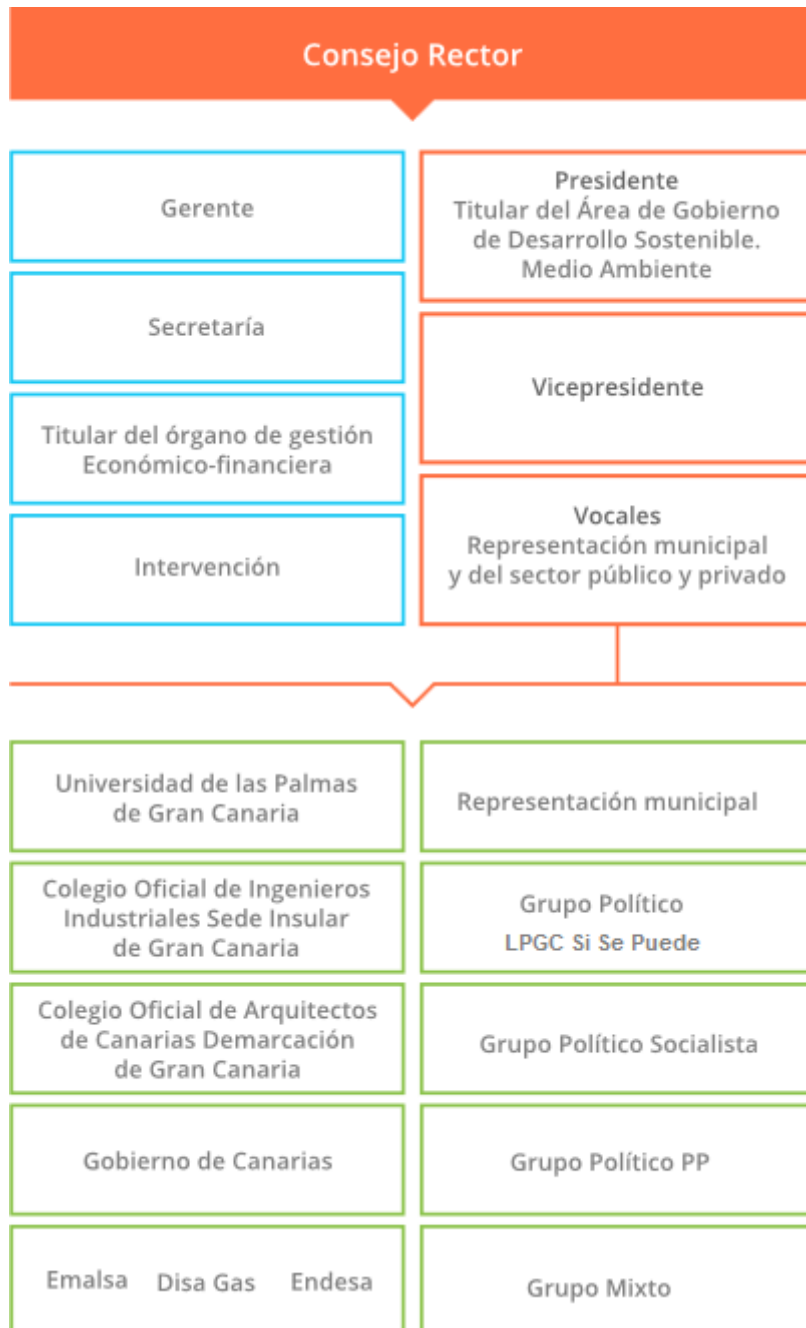 Consejo Rector
Gerente
Presidente
Titular del Área de Gobierno
de Desarrollo Sostenible.
Medio Ambiente
Secretaría
Vicepresidente
Titular del órgano de gestión
Económico-financiera
Intervención
Vocales
Representación municipal
y del sector público y privado
Universidad de las Palmas
de Gran Canaria
Representación municipal
Colegio Oficial de Ingenieros
Industriales Sede Insular
de Gran Canaria
Grupo Político
LPGC Si Se Puede
Colegio Oficial de Arquitectos
de Canarias Demarcación
de Gran Canaria
Grupo Político Socialista
Gobierno de Canarias
Grupo Político PP
Emalsa Disa Gas Endesa
Grupo Mixto